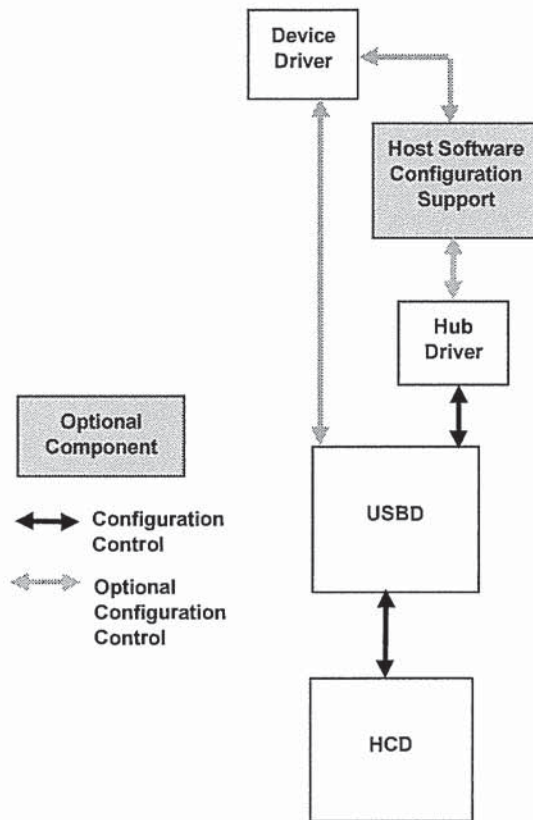 Device
Driver
Host Software
Configuration
Support
Hub
Driver
Optional
Component
USBD
Configuration
Control
Optional
Configuration
Control
HCD